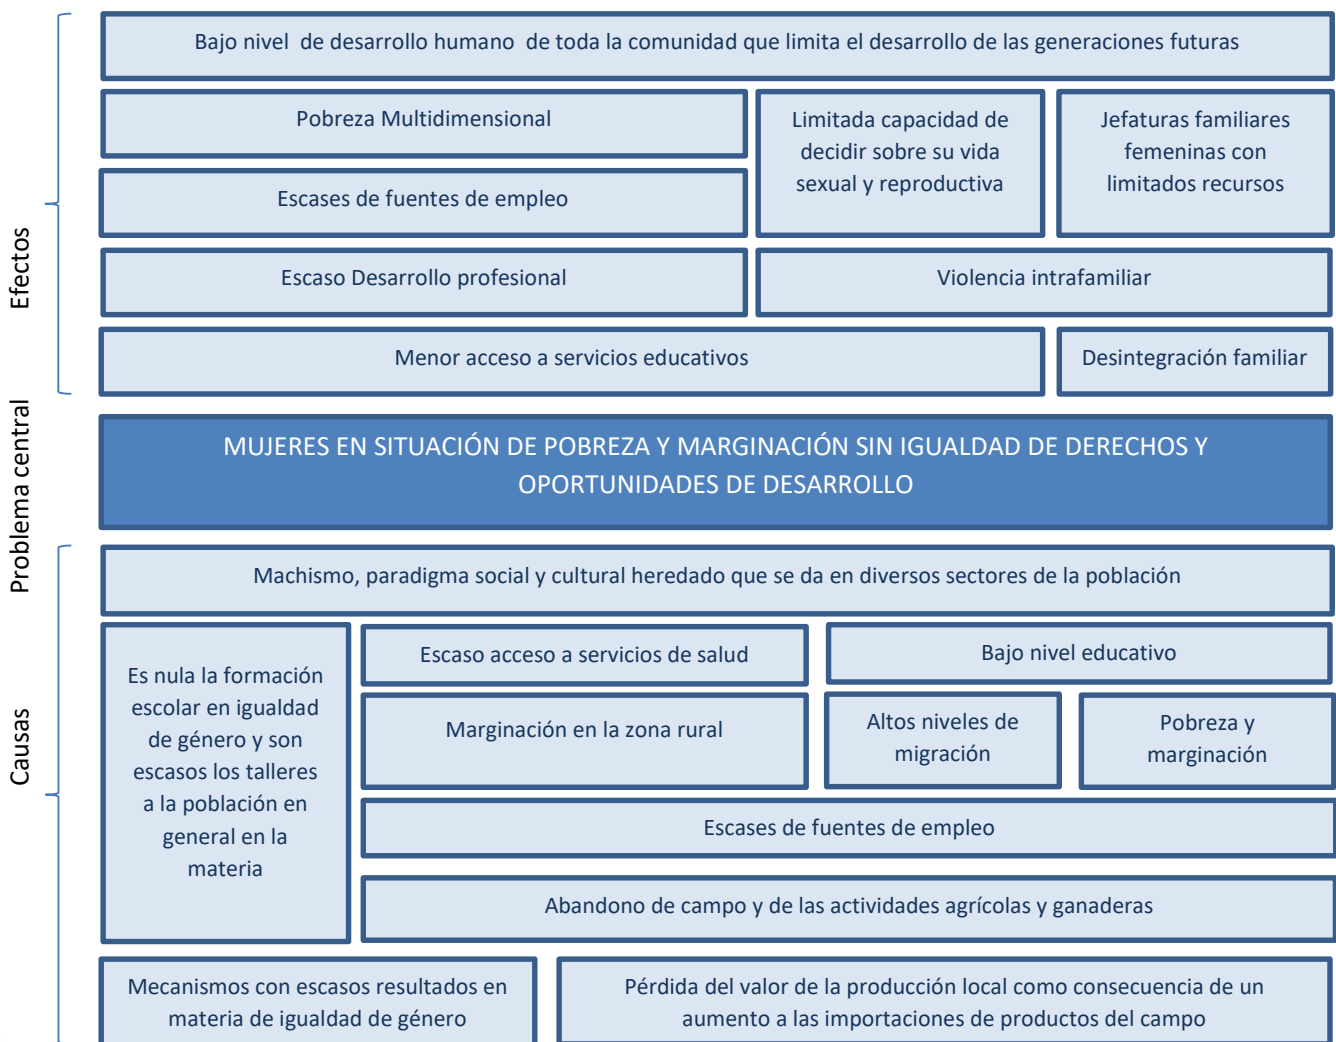 Efectos
Bajo nivel de desarrollo humano de toda la comunidad que limita el desarrollo de las generaciones futuras
Pobreza Multidimensional
Limitada capacidad de
decidir sobre su vida
sexual y reproductiva
Jefaturas familiares
femeninas con
limitados recursos
Escases de fuentes de empleo
Escaso Desarrollo profesional
Violencia intrafamiliar
Menor acceso a servicios educativos
Desintegración familiar
Problema central
MUJERES EN SITUACIÓN DE POBREZA Y MARGINACIÓN SIN IGUALDAD DE DERECHOS Y
OPORTUNIDADES DE DESARROLLO
Causas
Machismo, paradigma social y cultural heredado que se da en diversos sectores de la población
Es nula la formación
escolar en igualdad
de género y son
escasos los talleres
a la población en
general en la
materia
Escaso acceso a servicios de salud
Bajo nivel educativo
Marginación en la zona rural
Altos niveles de
migración
Pobreza y
marginación
Escases de fuentes de empleo
Abandono de campo y de las actividades agrícolas y ganaderas
Mecanismos con escasos resultados en
materia de igualdad de género
Pérdida del valor de la producción local como consecuencia de un
aumento a las importaciones de productos del campo